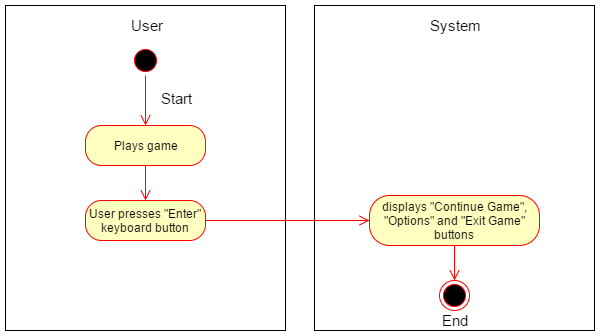 User
System
Start
Plays game
User presses "Enter"
keyboard button
displays "Continue Game",
"Options" and "Exit Game"
buttons
End